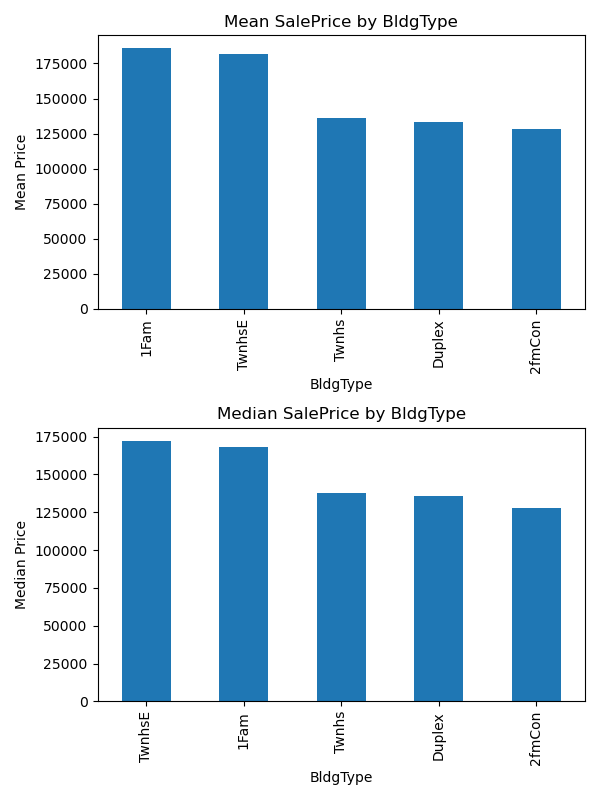 Mean SalePrice by BldgType
175000
150000
125000
100000
75000
50000
25000
0
Mean Price
1Fam
TwnhsE
Twnhs
Duplex
2fmCon
BldgType
Median SalePrice by BldgType
175000
150000
125000
100000
75000
50000
25000
0
Median Price
TwnhsE
1Fam
Twnhs
Duplex
2fmCon
BldgType